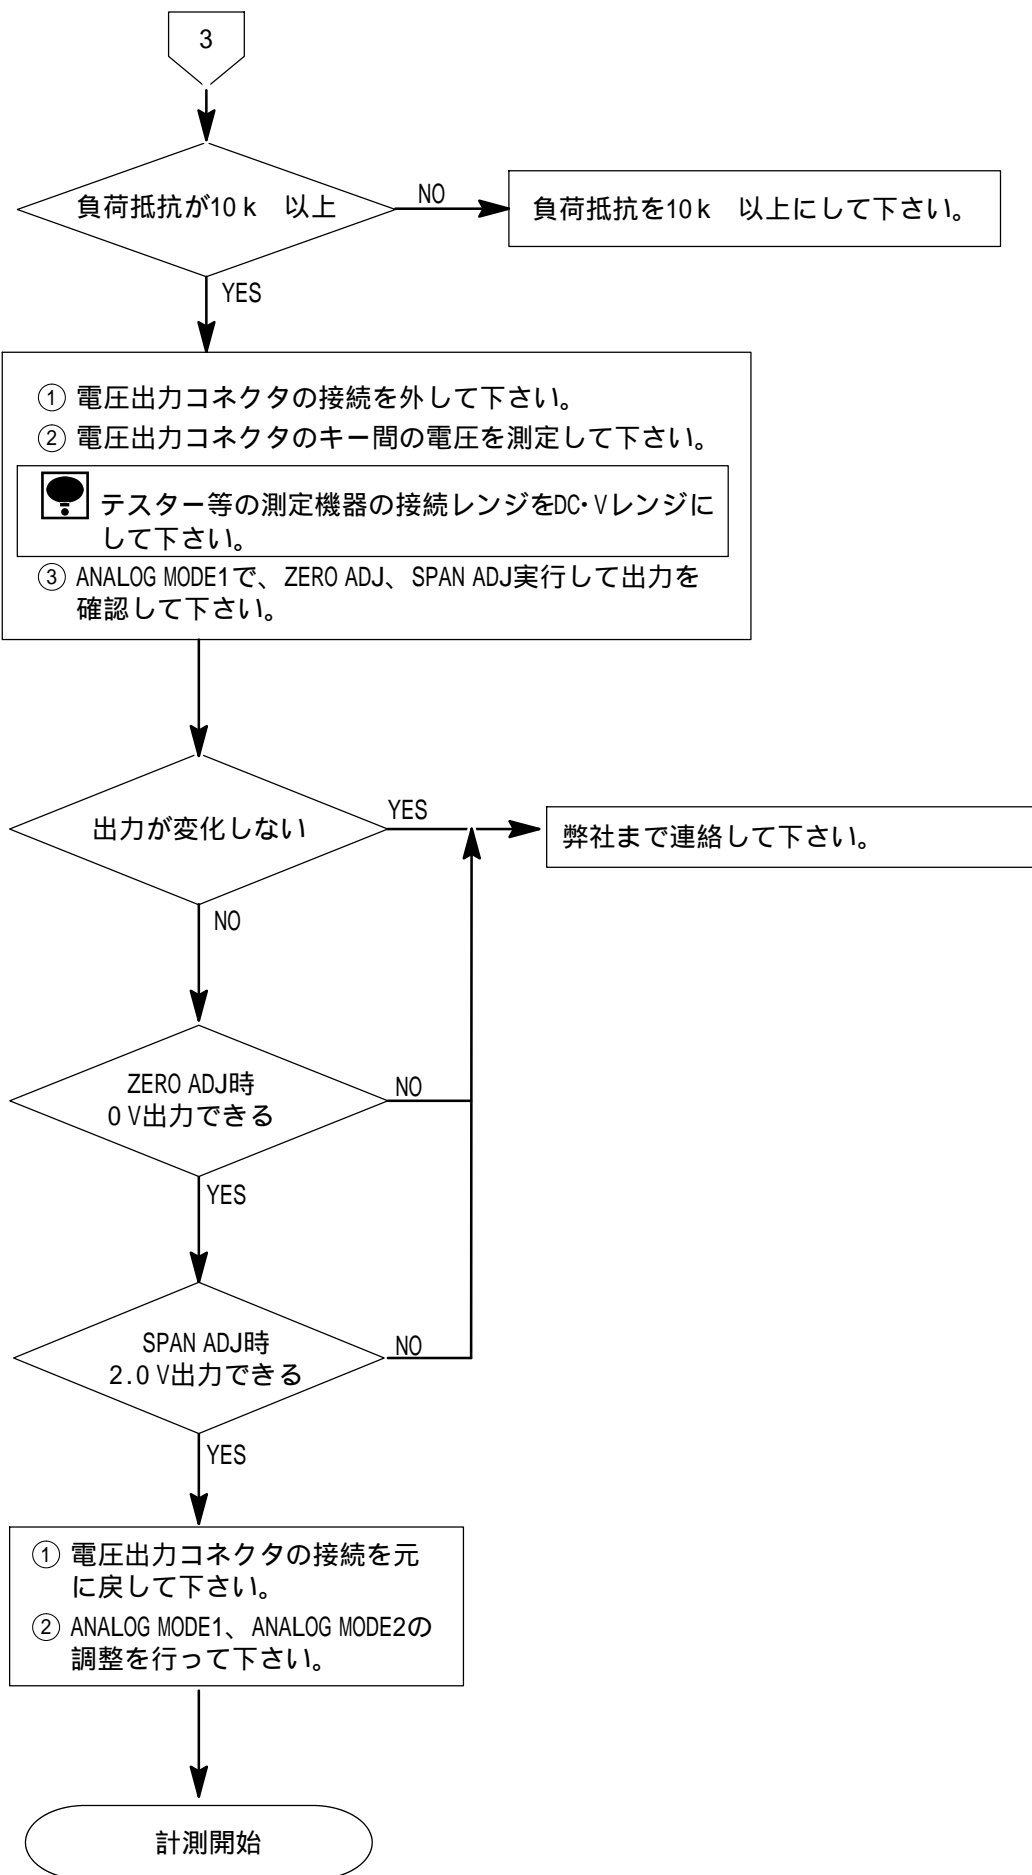 3
負荷抵抗が10k 以上
NO
負荷抵抗を10k 以上にして下さい。
YES
① 電圧出力コネクタの接続を外して下さい。
② 電圧出力コネクタのキー間の電圧を測定して下さい。
テスター等の測定機器の接続レンジをDC・Vレンジに
して下さい。
③ ANALOG MODE1で、ZERO ADJ、SPAN ADJ実行して出力を
確認して下さい。
出力が変化しない
YES
弊社まで連絡して下さい。
NO
ZERO ADJ時
0V出力できる
NO
YES
SPAN ADJ時
2.0V出力できる
NO
YES
① 電圧出力コネクタの接続を元
に戻して下さい。
② ANALOG MODE1、ANALOG MODE2の
調整を行って下さい。
計測開始